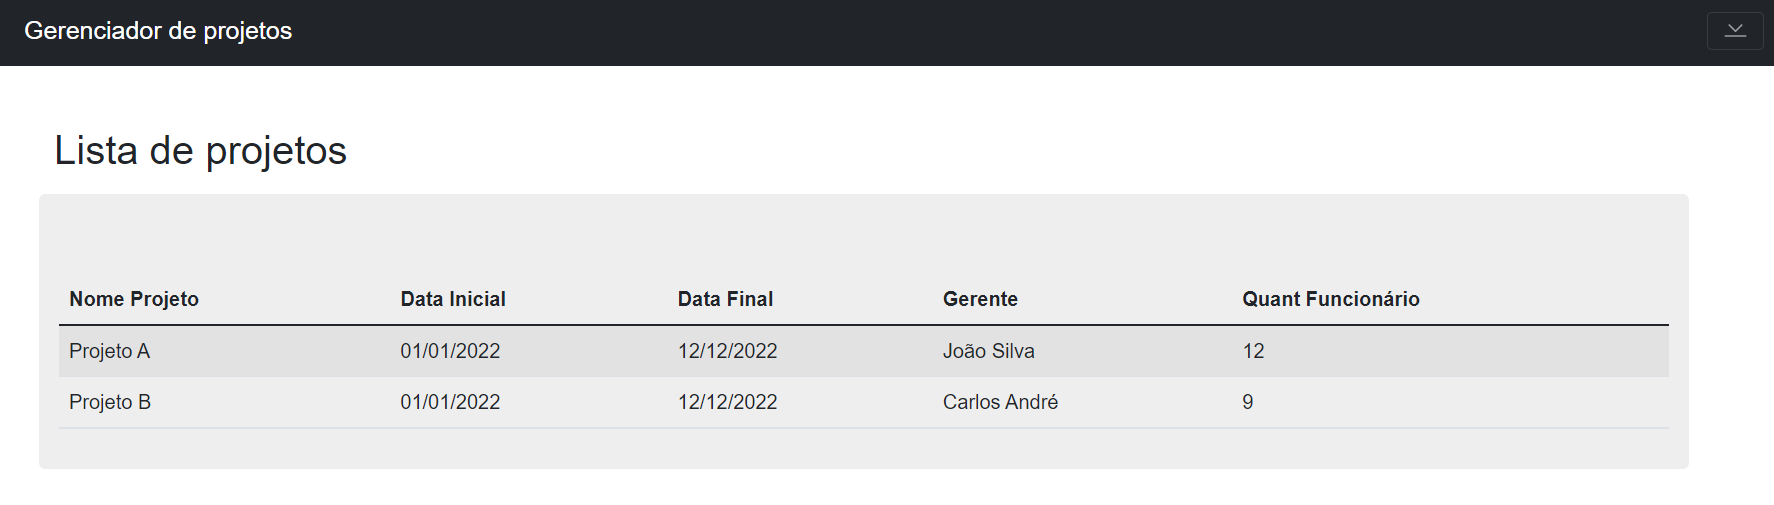 Gerenciador de projetos
Lista de projetos
Nome Projeto Data Inicial Data Final Gerente Quant Funcionário
Projeto A 01/01/2022 12/12/2022 João Silva 12
Projeto B 01/01/2022 12/12/2022 Carlos André 9